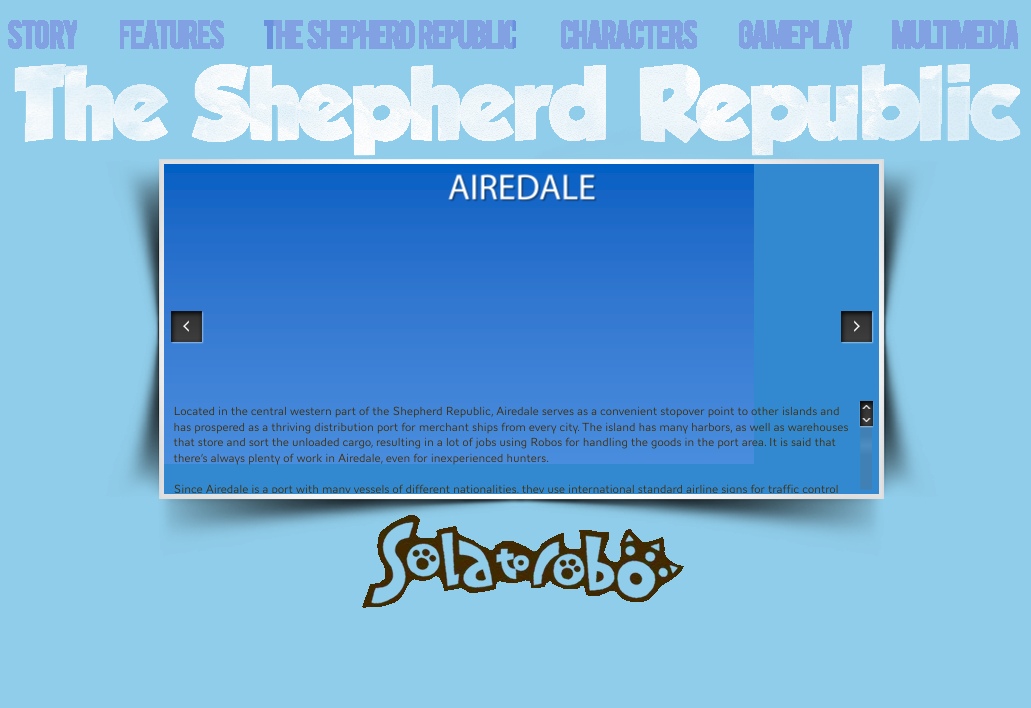 STORY FEATURES THE SHEPHERD REPUBLIC CHARACTERS GAMEPLAY MULTIMEDIA
The Shepherd Republic
AIREDALE
Located in the central western part of the Shepherd Republic, Airedale serves as a convenient stopover point to other islands and
has prospered as a thriving distribution port for merchant ships from every city. The island has many harbors, as well as warehouses
that store and sort the unloaded cargo, resulting in a lot of jobs using Robos for handling the goods in the port area. It is said that
there's always plenty of work in Airedale, even for inexperienced hunters.
Since Airedale is a port with many vessels of different nationalities, they use international standard airline signs for traffic control
Solatorobo